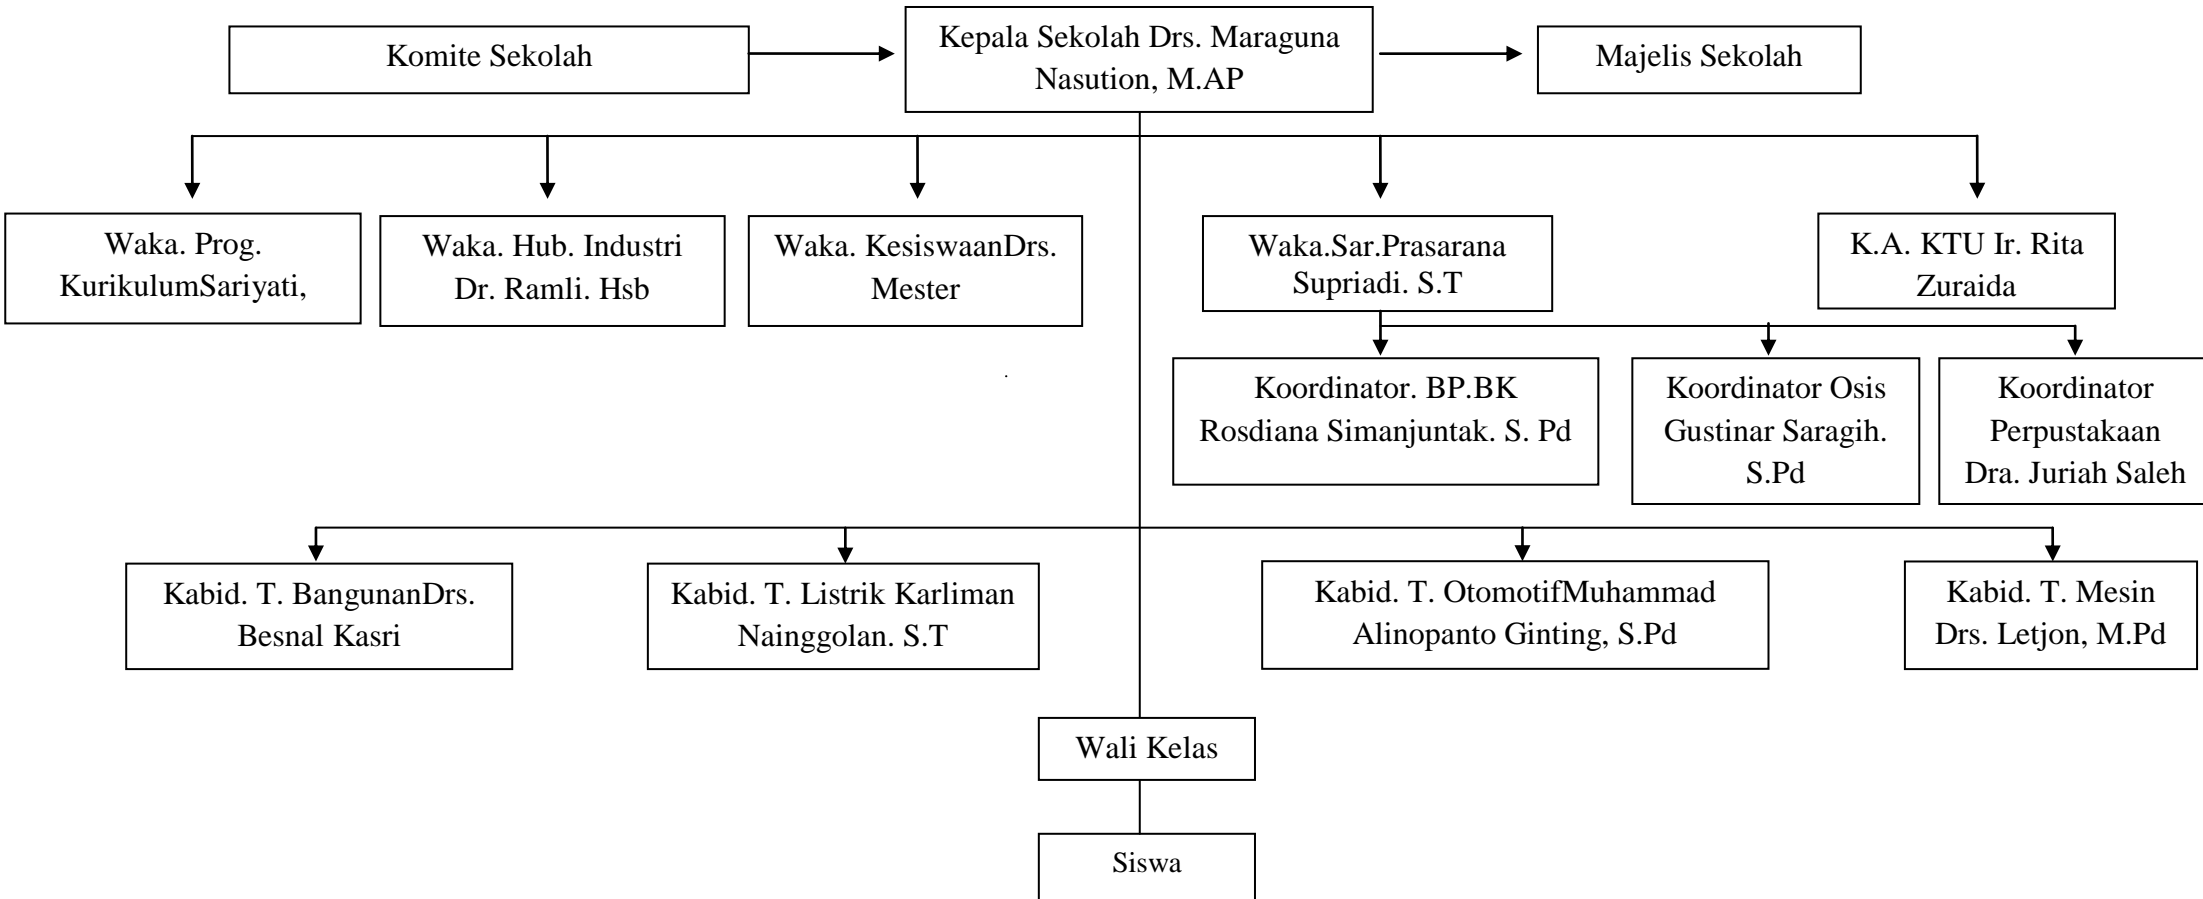 Komite Sekolah
Kepala Sekolah Drs. Maraguna
Nasution, M.AP
Majelis Sekolah
Waka. Prog.
KurikulumSariyati,
Waka. Hub. Industri
Dr. Ramli. Hsb
Waka. KesiswaanDrs.
Mester
Waka.Sar.Prasarana
Supriadi. S.T
K.A. KTU Ir. Rita
Zuraida
Koordinator. BP.BK
Rosdiana Simanjuntak. S. Pd
Koordinator Osis
Gustinar Saragih.
S.Pd
Koordinator
Perpustakaan
Dra. Juriah Saleh
Kabid. T. BangunanDrs.
Besnal Kasri
Kabid. T. Listrik Karliman
Nainggolan. S.T
Kabid. T. OtomotifMuhammad
Alinopanto Ginting, S.Pd
Kabid. T. Mesin
Drs. Letjon, M.Pd
Wali Kelas
Siswa